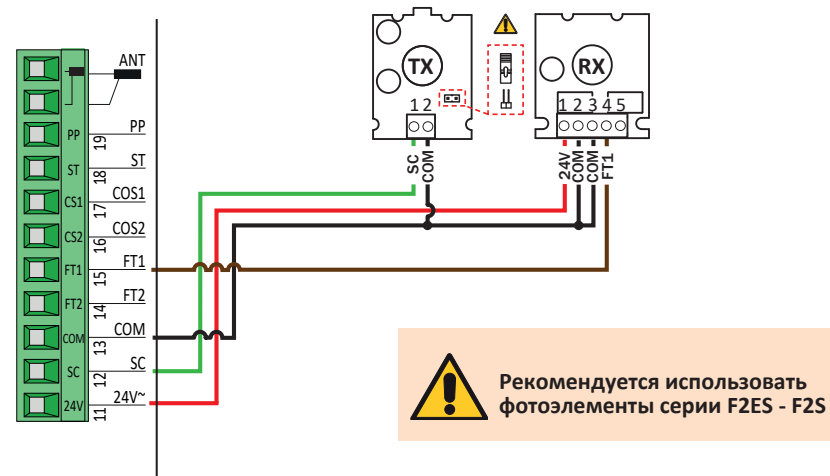 ANT
PP 19 PP
ST 18 ST
CS1 17 COS1
CS2 16 COS2
FT1 15 FT1
FT2 14 FT2
COM 13 COM
SC 12 SC
24V 11 24V~
TX
1 2
SC COM
RX
1 2 3 4 5
24V COM COM FT1
Рекомендуется использовать
фотоэлементы серии F2ES - F2S